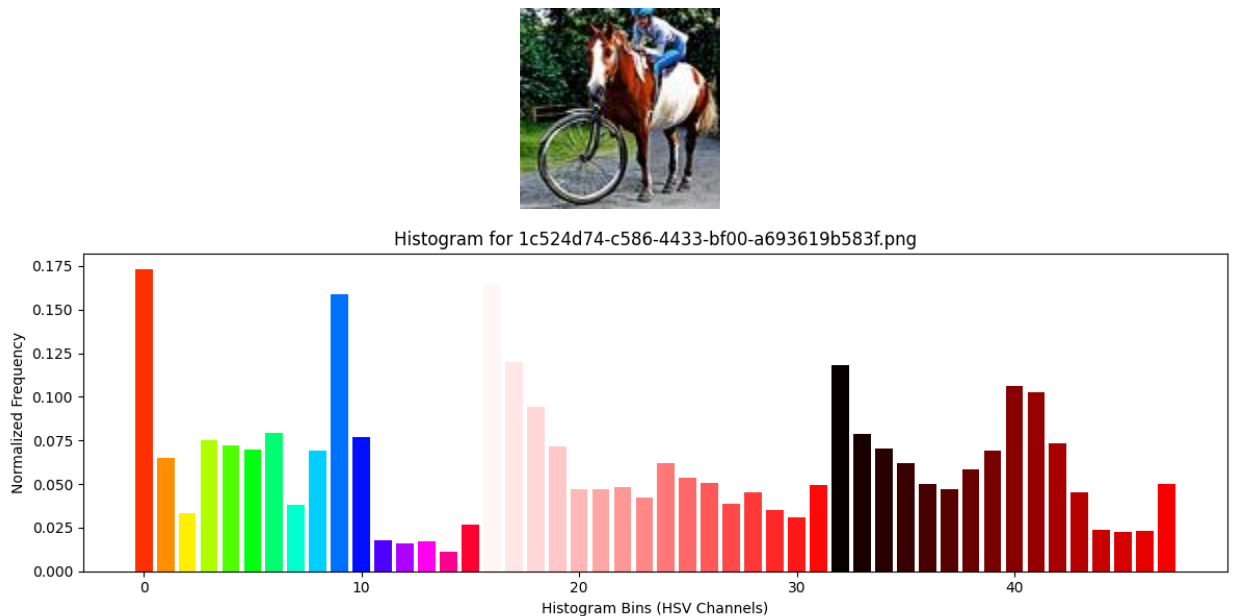 Histogram for 1c524d74-c586-4433-bf00-a693619b583f.png
0.175
0.150
0.125
0.100
0.075
0.050
0.025
0.000
Normalized Frequency
0 10 20 30 40
Histogram Bins (HSV Channels)